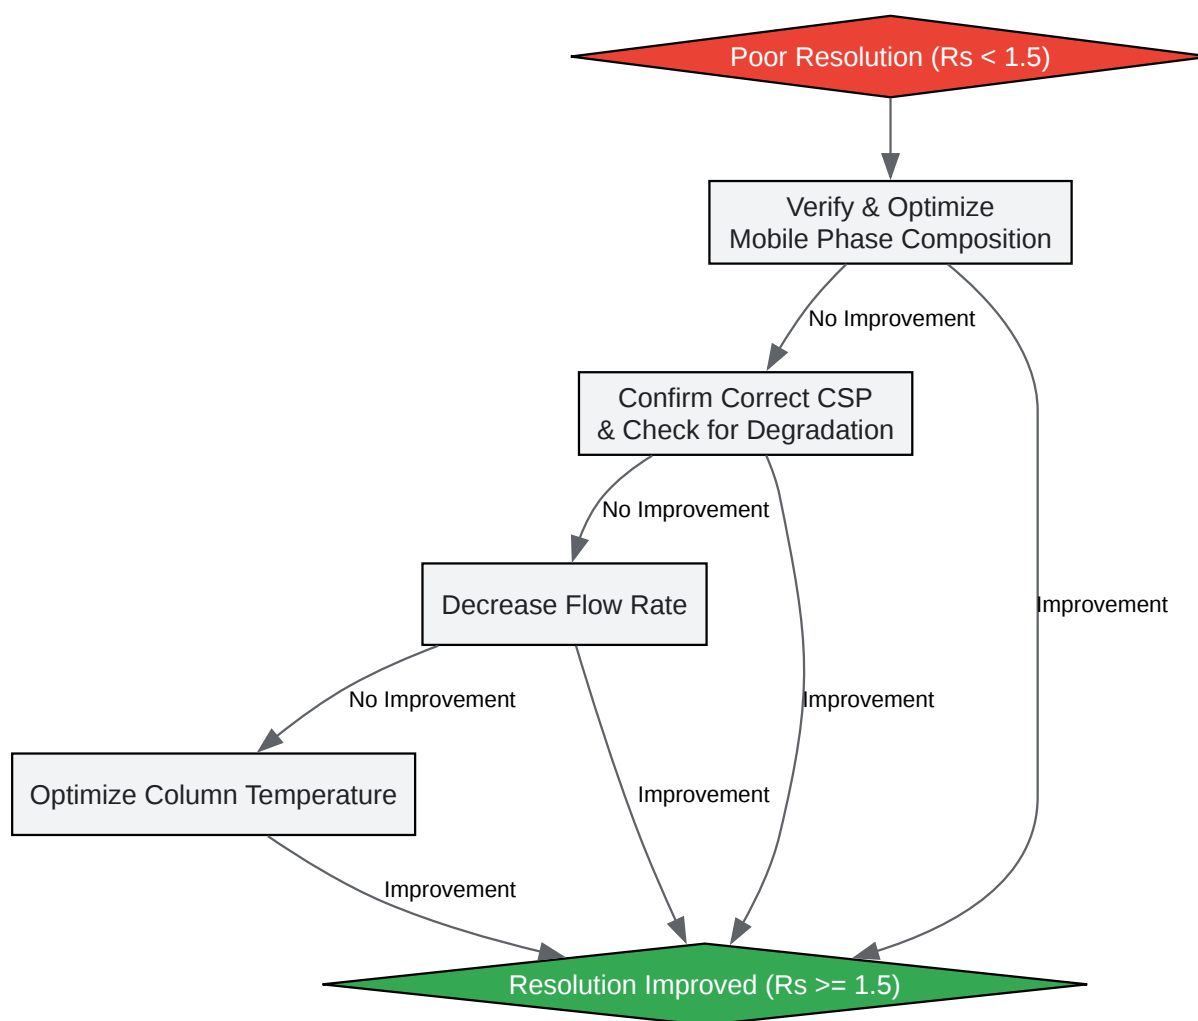 Poor Resolution (Rs < 1.5)
Verify & Optimize
Mobile Phase Composition
No Improvement
Confirm Correct CSP
& Check for Degradation
No Improvement
Decrease Flow Rate
Improvement
No Improvement
Improvement
Optimize Column Temperature
Improvement
Improvement
Resolution Improved (Rs >= 1.5)